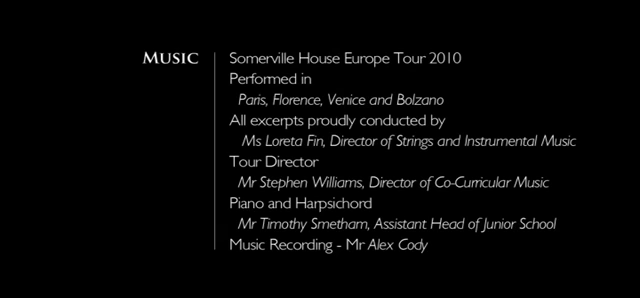 MUSIC
Somerville House Europe Tour 2010
Performed in
Paris, Florence, Venice and Bolzano
All excerpts proudly conducted by
Ms Loreta Fin, Director of Strings and Instrumental Music
Tour Director
Mr Stephen Williams, Director of Co-Curricular Music
Piano and Harpsichord
Mr Timothy Smetham, Assistant Head of Junior School
Music Recording - Mr Alex Cody